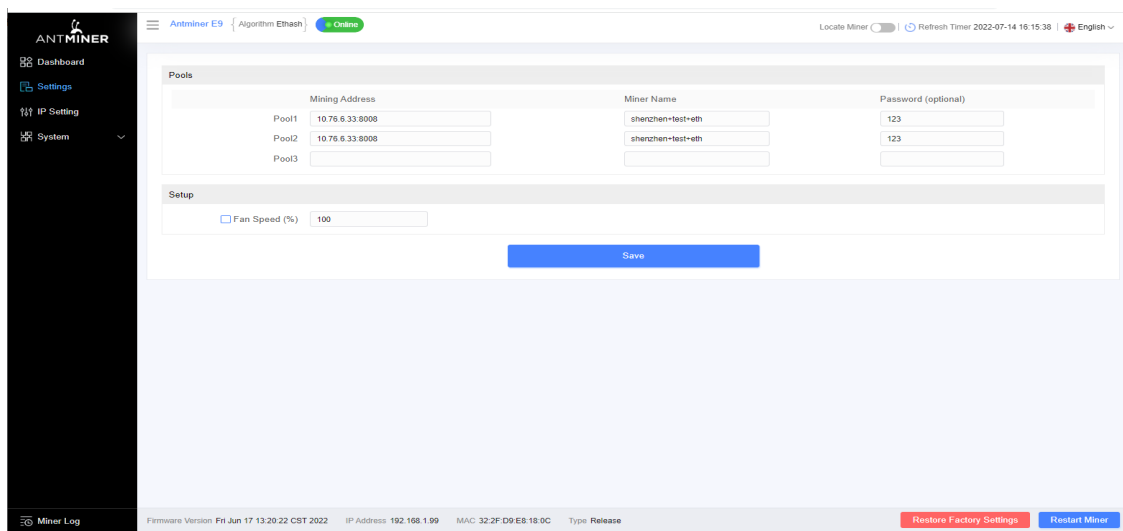 ANTMINER
Antminer E9 { Algorithm Ethash } Online
Locate Miner Refresh Timer 2022-07-14 16:15:38 English
Dashboard
Settings
IP Setting
System
Pools
Mining Address Miner Name Password (optional)
Pool1 10.76.6.33:8008 shenzhen+test+eth 123
Pool2 10.76.6.33:8008 shenzhen+test+eth 123
Pool3
Setup
Fan Speed (%) 100
Save
Miner Log
Firmware Version Fri Jun 17 13:20:22 CST 2022 IP Address 192.168.1.99 MAC 32:2F:D9:E8:18:0C Type Release
Restore Factory Settings Restart Miner